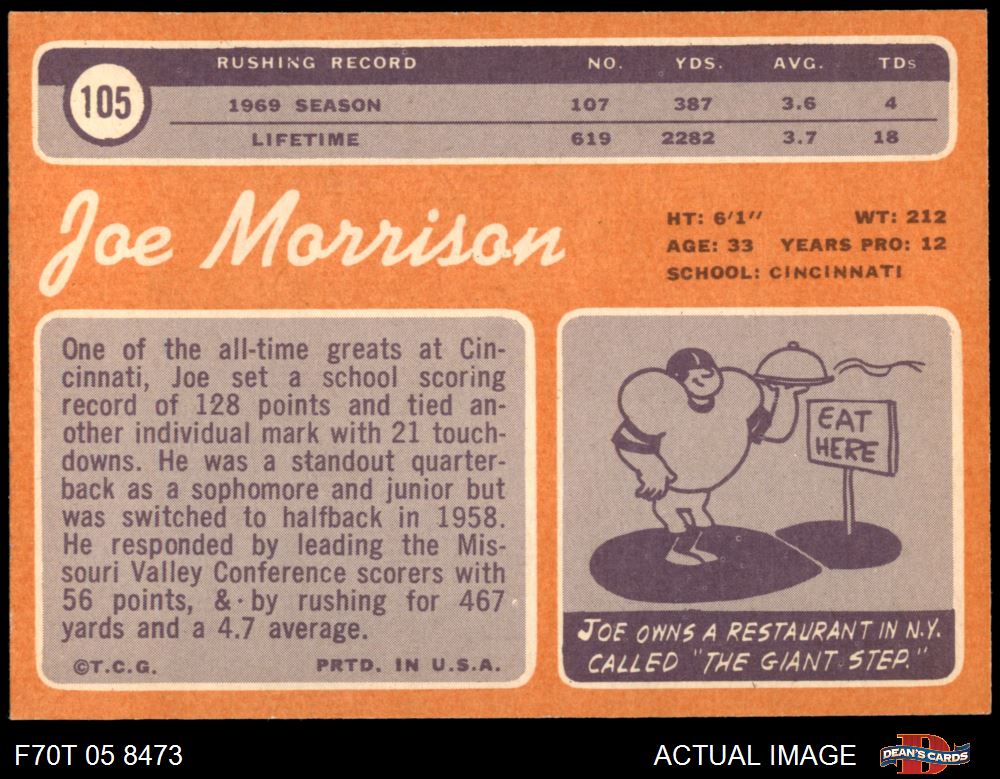 105
RUSHING RECORD NO. YDS. AVG. TDs
1969 SEASON 107 387 3.6 4
LIFETIME 619 2282 3.7 18
Joe Morrison
HT: 6'1" WT: 212
AGE: 33 YEARS PRO: 12
SCHOOL: CINCINNATI
One of the all-time greats at Cin-
cinnati, Joe set a school scoring
record of 128 points and tied an-
other individual mark with 21 touch-
downs. He was a standout quarter-
back as a sophomore and junior but
was switched to halfback in 1958.
He responded by leading the Mis-
souri Valley Conference scorers with
56 points, &·by rushing for 467
yards and a 4.7 average.
©T.C.G. PRTD. IN U.S.A.
EAT
HERE
JOE OWNS A RESTAURANT IN N.Y.
CALLED "THE GIANT STEP."
F70T 05 8473 ACTUAL IMAGE DEAN'S CARDS